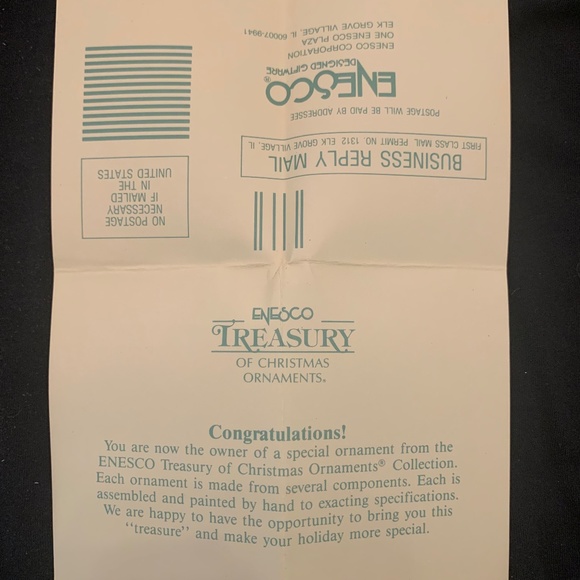 NO POSTAGE
NECESSARY
IF MAILED
IN THE
UNITED STATES
BUSINESS REPLY MAIL
FIRST CLASS MAIL PERMIT NO. 1312 ELK GROVE VILLAGE, IL
POSTAGE WILL BE PAID BY ADDRESSEE
ENESCO®
DESIGNED GIFTWARE
ENESCO CORPORATION
ONE ENESCO PLAZA
ELK GROVE VILLAGE, IL 60007-9941
ENESCO
TREASURY
OF CHRISTMAS
ORNAMENTS®
Congratulations!
You are now the owner of a special ornament from the
ENESCO Treasury of Christmas Ornaments® Collection.
Each ornament is made from several components. Each is
assembled and painted by hand to exacting specifications.
We are happy to have the opportunity to bring you this
"treasure" and make your holiday more special.